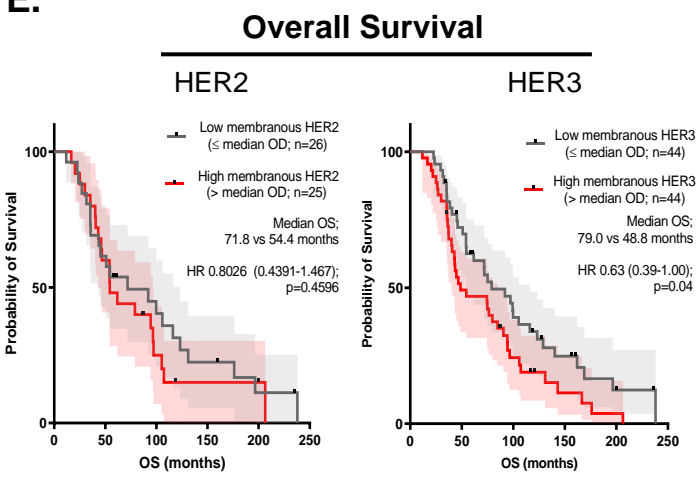 E.
Overall Survival
HER2
HER3
Low membranous HER2
(≤ median OD; n=26)
High membranous HER2
(> median OD; n=25)
Median OS;
71.8 vs 54.4 months
HR 0.8026 (0.4391-1.467);
p=0.4596
Probability of Survival
100
50
0
0 50 100 150 200 250
OS (months)
Low membranous HER3
(≤ median OD; n=44)
High membranous HER3
(> median OD; n=44)
Median OS;
79.0 vs 48.8 months
HR 0.63 (0.39-1.00);
p=0.04
Probability of Survival
100
50
0
0 50 100 150 200 250
OS (months)